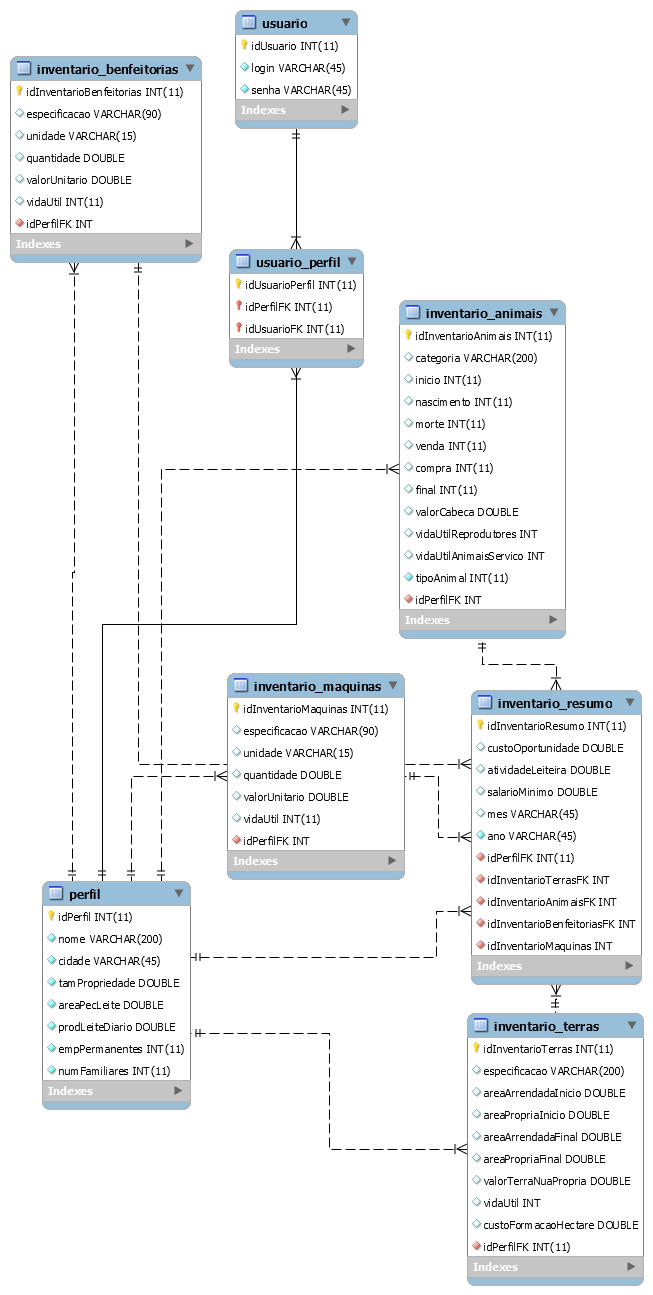 usuario
idUsuario INT(11)
login VARCHAR(45)
senha VARCHAR(45)
Indexes
inventario_benfeitorias
idInventarioBenfeitorias INT(11)
especificacao VARCHAR(90)
unidade VARCHAR(15)
quantidade DOUBLE
valorUnitario DOUBLE
vidaUtil INT(11)
idPerfilFK INT
Indexes
usuario_perfil
idUsuarioPerfil INT(11)
idPerfilFK INT(11)
idUsuarioFK INT(11)
Indexes
inventario_animais
idInventarioAnimais INT(11)
categoria VARCHAR(200)
inicio INT(11)
nascimento INT(11)
morte INT(11)
venda INT(11)
compra INT(11)
final INT(11)
valorCabeca DOUBLE
vidaUtilReprodutores INT
vidaUtilAnimaisServico INT
tipoAnimal INT(11)
idPerfilFK INT
Indexes
inventario_maquinas
idInventarioMaquinas INT(11)
especificacao VARCHAR(90)
unidade VARCHAR(15)
quantidade DOUBLE
valorUnitario DOUBLE
vidaUtil INT(11)
idPerfilFK INT
Indexes
inventario_resumo
idInventarioResumo INT(11)
custoOportunidade DOUBLE
atividadeLeiteira DOUBLE
salarioMinimo DOUBLE
mes VARCHAR(45)
ano VARCHAR(45)
idPerfilFK INT(11)
idInventarioTerrasFK INT
idInventarioAnimaisFK INT
idInventarioBenfeitoriasFK INT
idInventarioMaquinas INT
Indexes
perfil
idPerfil INT(11)
nome VARCHAR(200)
cidade VARCHAR(45)
tamPropriedade DOUBLE
areaPecLeite DOUBLE
prodLeiteDiario DOUBLE
empPermanentes INT(11)
numFamiliares INT(11)
Indexes
inventario_terras
idInventarioTerras INT(11)
especificacao VARCHAR(200)
areaArrendadaInicio DOUBLE
areaPropriaInicio DOUBLE
areaArrendadaFinal DOUBLE
areaPropriaFinal DOUBLE
valorTerraNuaPropria DOUBLE
vidaUtil INT
custoFormacaoHectare DOUBLE
idPerfilFK INT(11)
Indexes